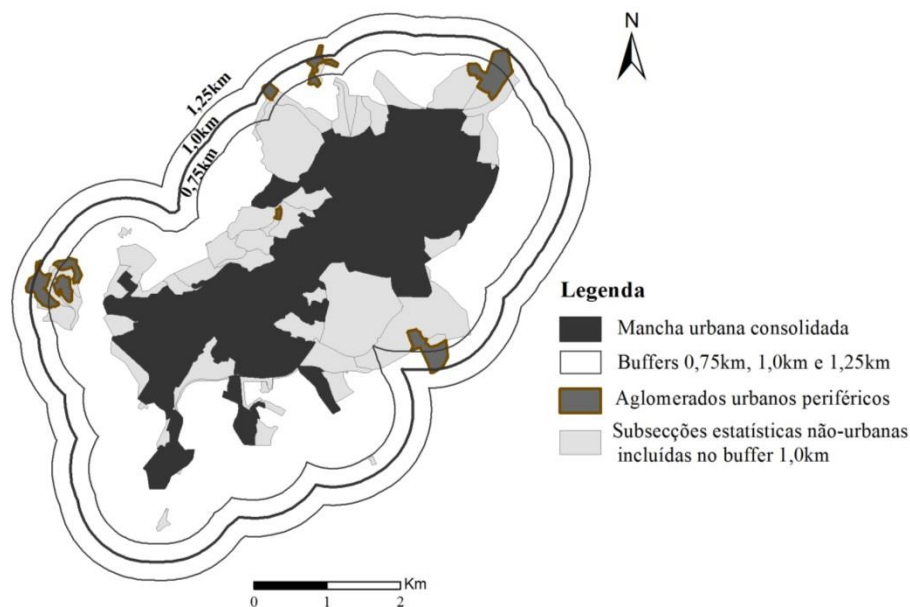 N
1,25km
1,0km
0,75km
Legenda
Mancha urbana consolidada
Buffers 0,75km, 1,0km e 1,25km
Aglomerados urbanos periféricos
Subsecções estatísticas não-urbanas
incluídas no buffer 1,0km
Km
0 1 2